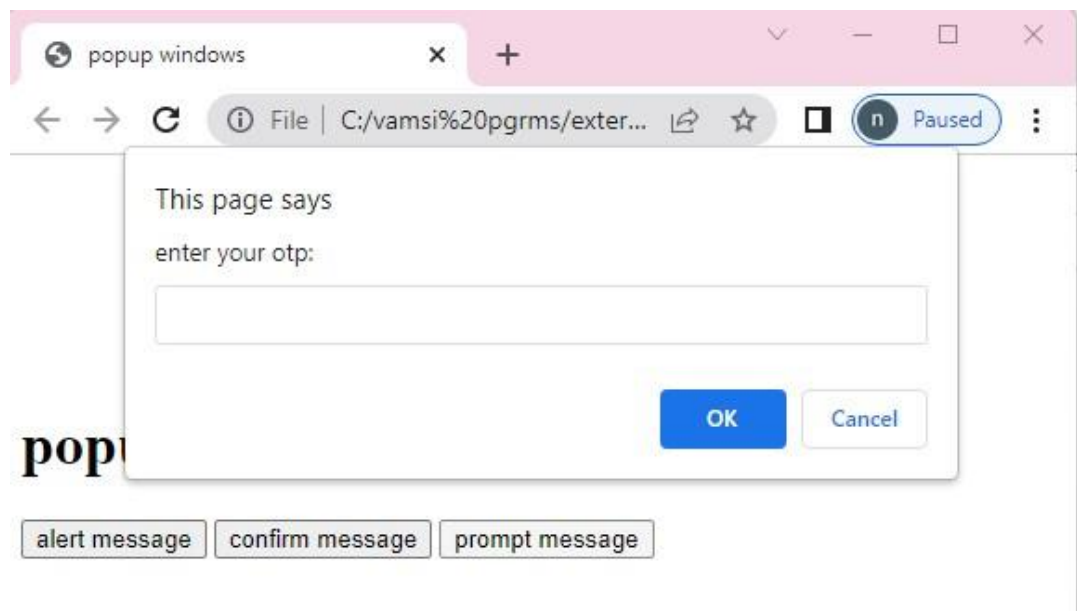 popup windows
File | C:/vamsi%20pgrms/exter... n Paused
This page says
enter your otp:
OK Cancel
popu
alert message confirm message prompt message